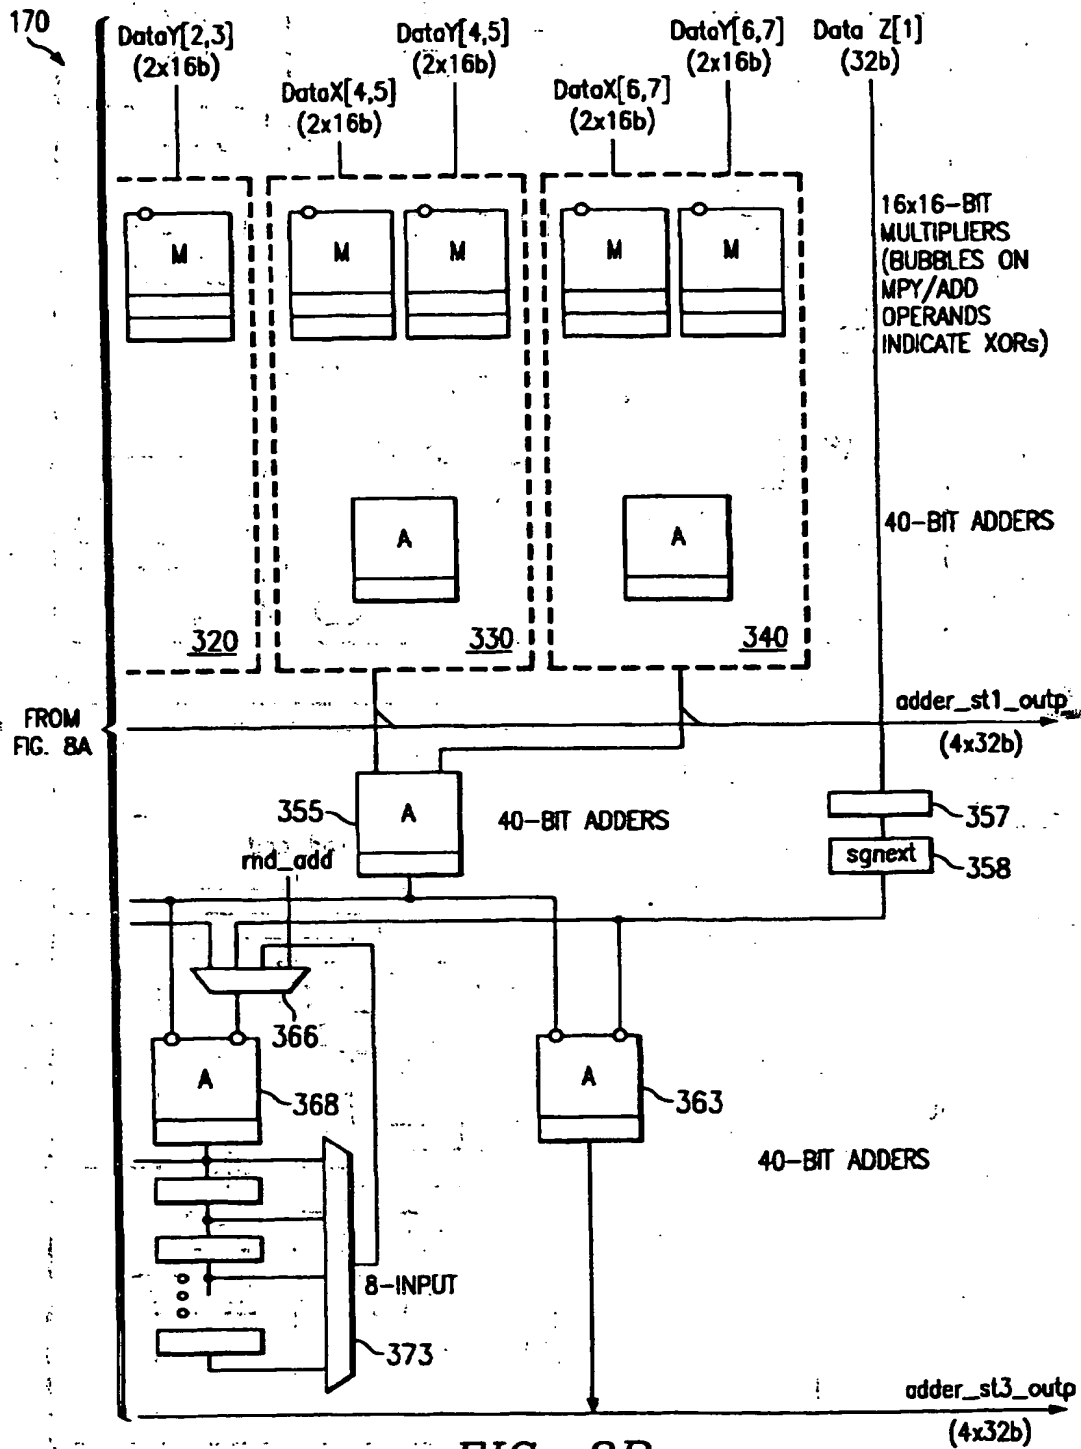 170
DataY[2,3]
(2x16b)
DataY[4,5]
(2x16b)
DataY[6,7]
(2x16b)
Data Z[1]
(32b)
DataX[4,5]
(2x16b)
DataX[6,7]
(2x16b)
M
M
M
M
M
16x16-BIT
MULTIPLIERS
(BUBBLES ON
MPY/ADD
OPERANDS
INDICATE XORs)
A
A
40-BIT ADDERS
320
330
340
FROM
FIG. 8A
adder_st1_outp
(4x32b)
355
A
40-BIT ADDERS
357
sgnext
358
rnd_add
366
A
368
A
363
40-BIT ADDERS
8-INPUT
373
adder_st3_outp
(4x32b)
FIG. 8B